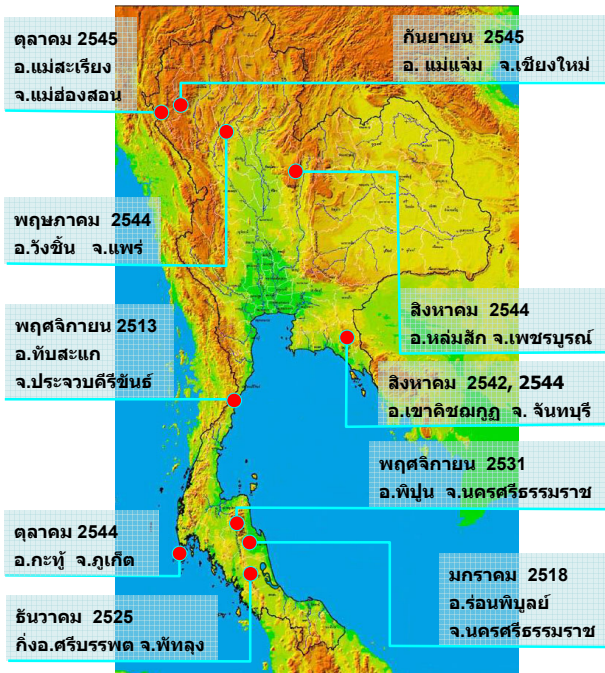 ตุลาคม 2545
อ.แม่สะเรียง
จ.แม่ฮ่องสอน
กันยายน 2545
อ. แม่แจ่ม จ.เชียงใหม่
พฤษภาคม 2544
อ.วังชิ้น จ.แพร่
พฤศจิกายน 2513
อ.ทับสะแก
จ.ประจวบคีรีขันธ์
สิงหาคม 2544
อ.หล่มสัก จ.เพชรบูรณ์
สิงหาคม 2542, 2544
อ.เขาคิชฌกูฏ จ. จันทบุรี
พฤศจิกายน 2531
อ.พิปูน จ.นครศรีธรรมราช
ตุลาคม 2544
อ.กะทู้ จ.ภูเก็ต
มกราคม 2518
อ.ร่อนพิบูลย์
จ.นครศรีธรรมราช
ธันวาคม 2525
กิ่งอ.ศรีบรรพต จ.พัทลุง